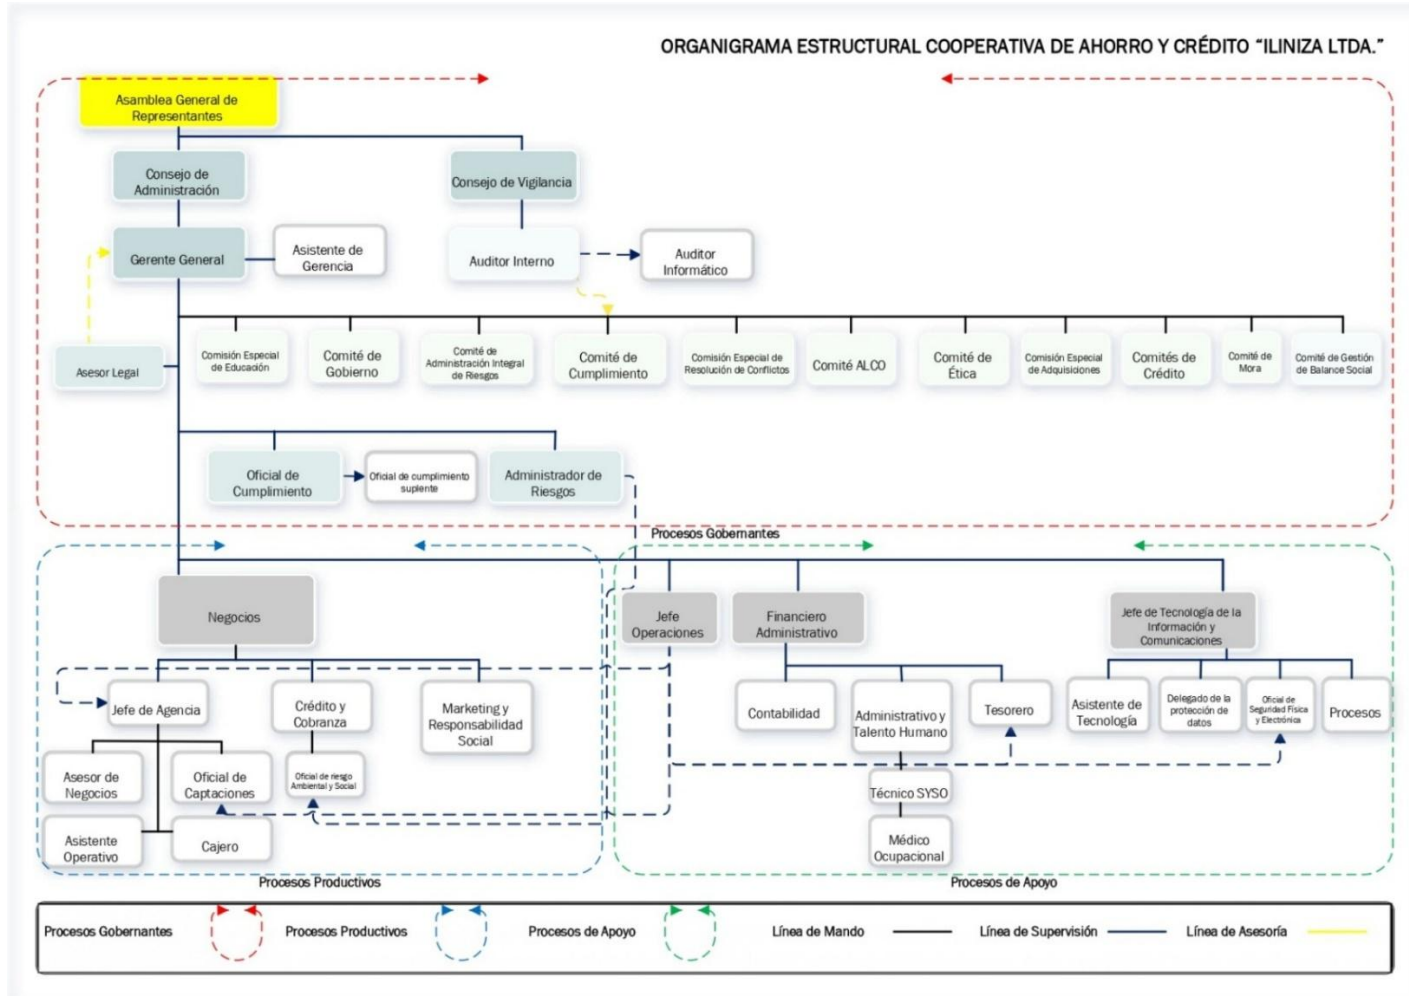 ORGANIGRAMA ESTRUCTURAL COOPERATIVA DE AHORRO Y CRÉDITO “ILINIZA LTDA.”
Asamblea General de
Representantes
Consejo de
Administración
Consejo de Vigilancia
Gerente General
Asistente de
Gerencia
Auditor Interno
Auditor
Informático
Asesor Legal
Comisión Especial
de Educación
Comité de
Gobierno
Comité de
Administración Integral
de Riesgos
Comité de
Cumplimiento
Comisión Especial de
Resolución de Conflictos
Comité ALCO
Comité de
Ética
Comisión Especial
de Adquisiciones
Comités de
Crédito
Comité de
Mora
Comité de Gestión
de Balance Social
Oficial de
Cumplimiento
Oficial de cumplimiento
suplente
Administrador de
Riesgos
Procesos Gobernantes
Negocios
Jefe
Operaciones
Financiero
Administrativo
Jefe de Tecnología de la
Información y
Comunicaciones
Jefe de Agencia
Crédito y
Cobranza
Marketing y
Responsabilidad
Social
Contabilidad
Administrativo y
Talento Humano
Tesorero
Asistente de
Tecnología
Delegado de la
protección de
datos
Oficial de
Seguridad Física
y Electrónica
Procesos
Asesor de
Negocios
Oficial de
Captaciones
Oficial de riesgo
Ambiental y Social
Técnico SYSO
Asistente
Operativo
Cajero
Médico
Ocupacional
Procesos Productivos
Procesos de Apoyo
Procesos Gobernantes
Procesos Productivos
Procesos de Apoyo
Línea de Mando
Línea de Supervisión
Línea de Asesoría